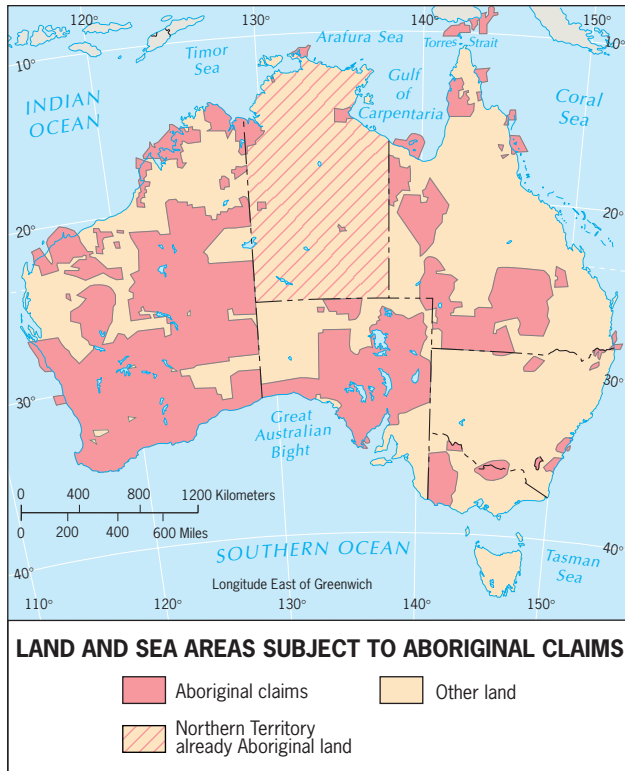 120°
130°
140°
150°
10°
Timor
Sea
Arafura Sea
Torres Strait
10°
INDIAN
OCEAN
Gulf
of
Carpentaria
Coral
Sea
20°
20°
30°
30°
Great
Australian
Bight
0 400 800 1200 Kilometers
0 200 400 600 Miles
SOUTHERN OCEAN
Tasman
Sea
40°
40°
Longitude East of Greenwich
110°
120°
130°
140°
150°
LAND AND SEA AREAS SUBJECT TO ABORIGINAL CLAIMS
Aboriginal claims
Other land
Northern Territory
already Aboriginal land